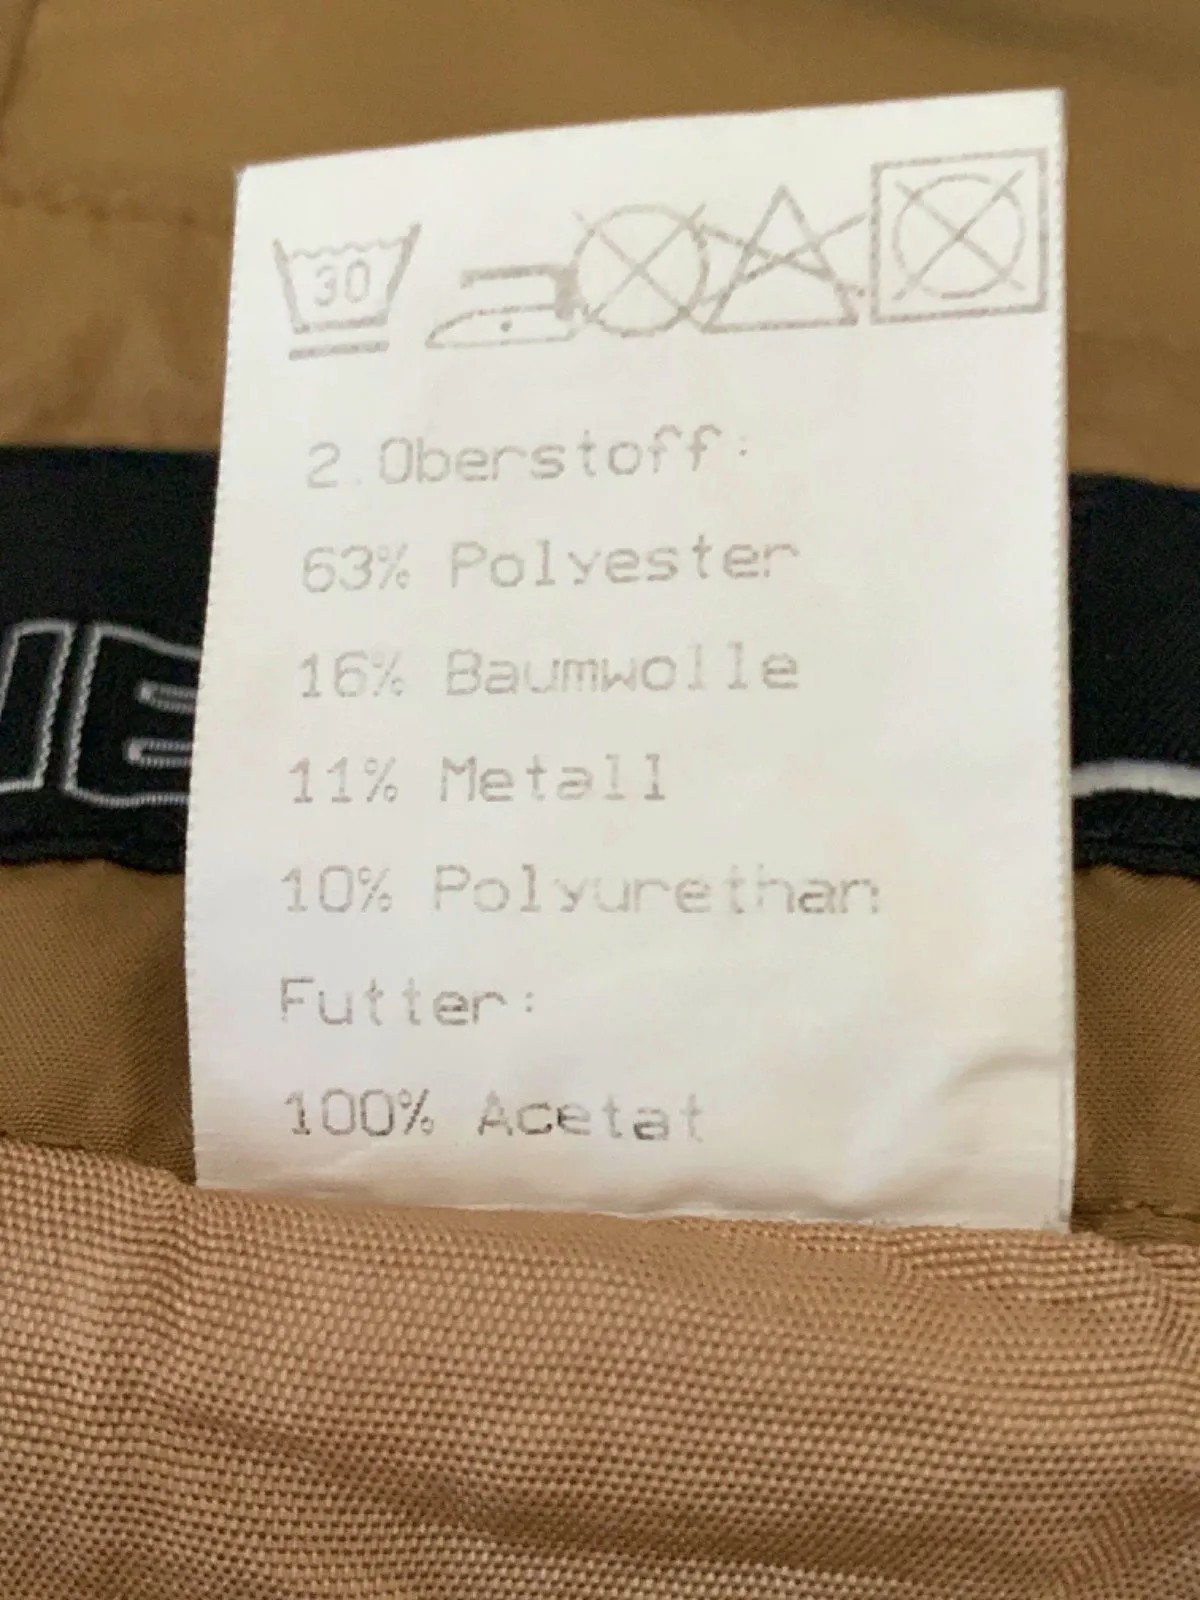 30
2.Oberstoff:
63% Polyester
16% Baumwolle
11% Metall
10% Polyurethan
Futter:
100% Acetat